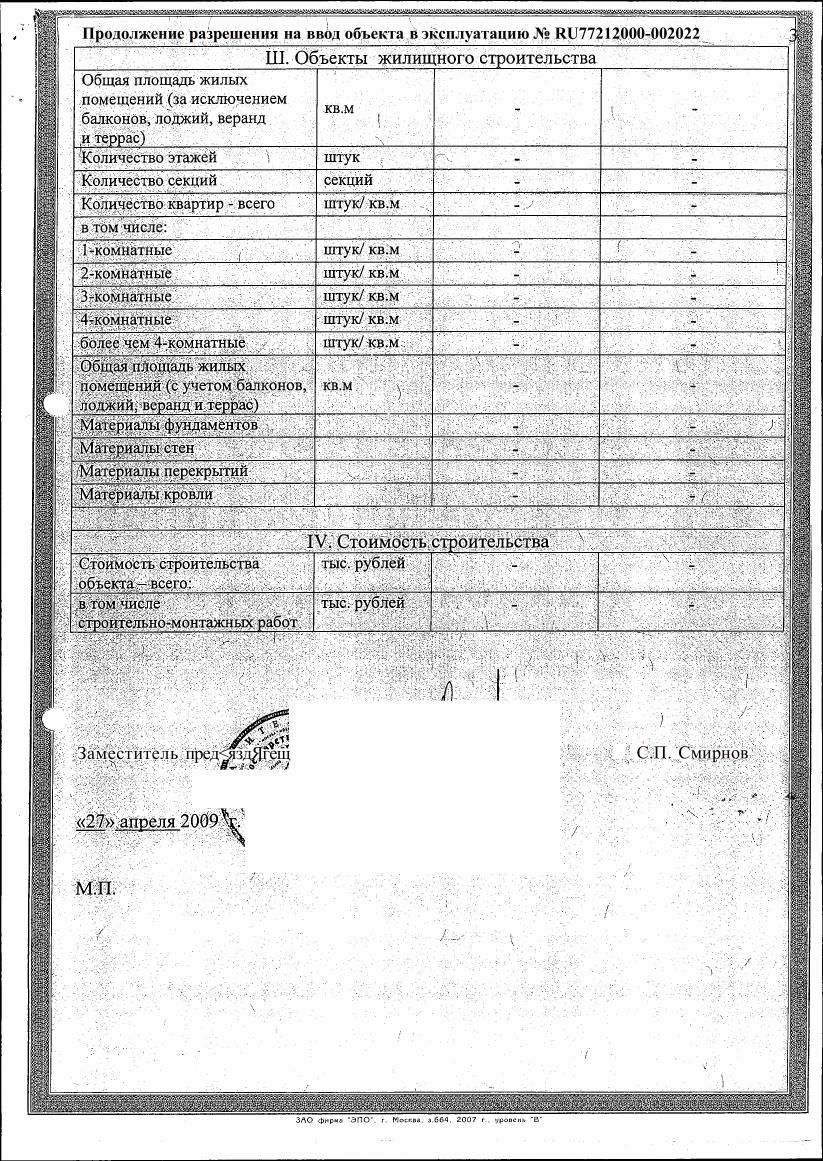 Продолжение разрешения на ввод объекта в эксплуатацию № RU77212000-002022
3
Ш. Объекты жилищного строительства
Общая площадь жилых
помещений (за исключением
балконов, лоджий, веранд
и террас)
кв.м - -
Количество этажей штук - -
Количество секций секций - -
Количество квартир - всего штук/ кв.м - -
в том числе:
1-комнатные штук/ кв.м - -
2-комнатные штук/ кв.м - -
3-комнатные штук/ кв.м - -
4-комнатные штук/ кв.м - -
более чем 4-комнатные штук/ кв.м - -
Общая площадь жилых
помещений (с учетом балконов, кв.м - -
лоджий, веранд и террас)
Материалы фундаментов - -
Материалы стен - -
Материалы перекрытий - -
Материалы кровли - -
IV. Стоимость строительства
Стоимость строительства тыс. рублей - -
объекта – всего:
в том числе тыс. рублей - -
строительно-монтажных работ
Заместитель С.П. Смирнов
«27» апреля 2009 г.
М.П.
ЗАО фирма "ЭПО", г. Москва, з.664, 2007 г., уровень "В"